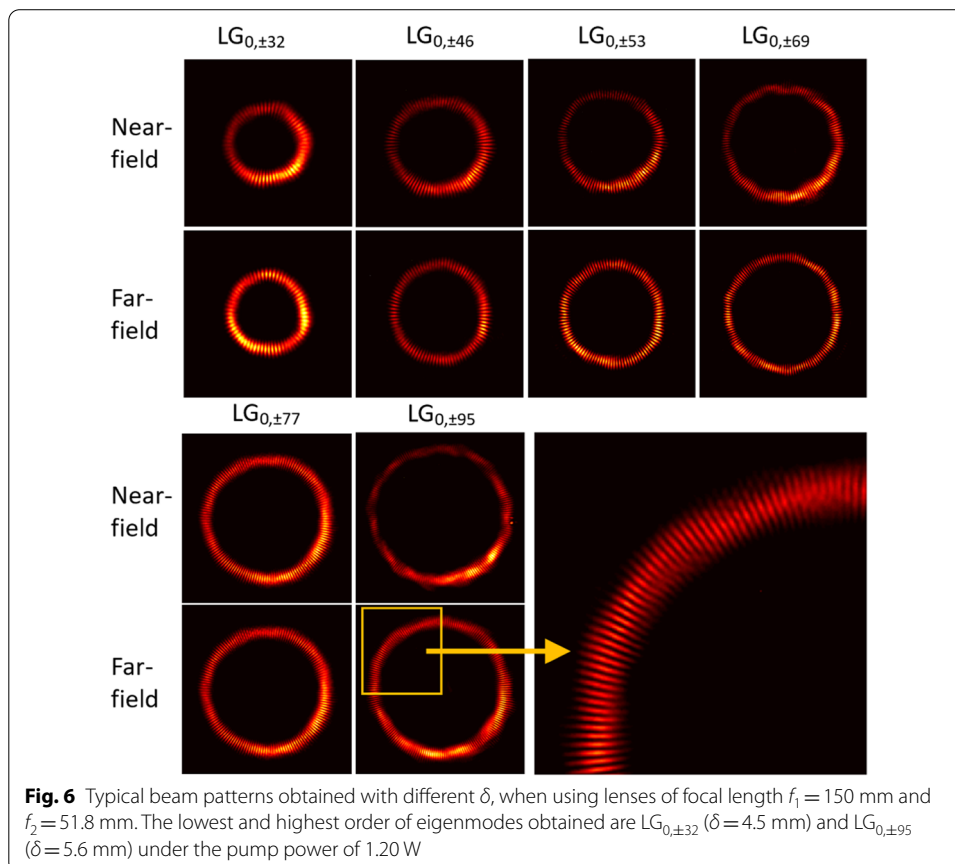 LG0,±32 LG0,±46 LG0,±53 LG0,±69
Near-
field
Far-
field
LG0,±77 LG0,±95
Near-
field
Far-
field
Fig. 6 Typical beam patterns obtained with different δ, when using lenses of focal length f1 = 150 mm and
f2 = 51.8 mm. The lowest and highest order of eigenmodes obtained are LG0,±32 (δ = 4.5 mm) and LG0,±95
(δ = 5.6 mm) under the pump power of 1.20 W